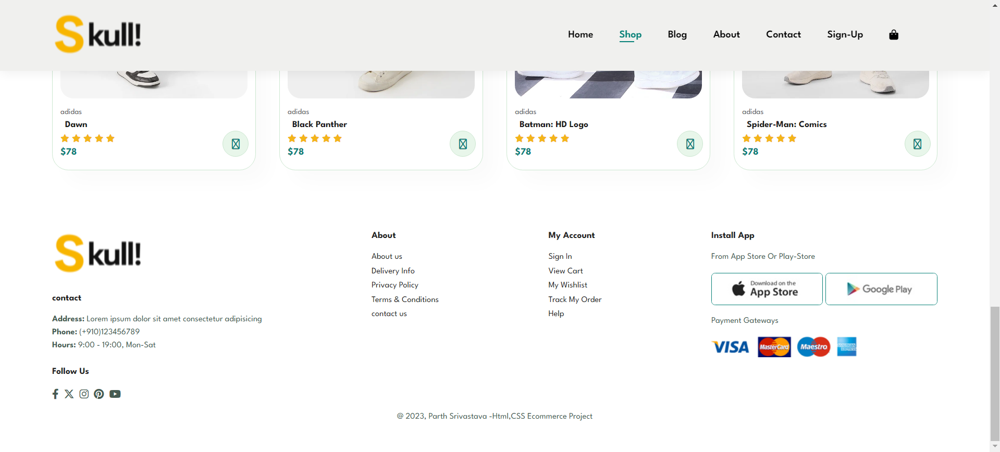 Skull!
Home Shop Blog About Contact Sign-Up
adidas
Dawn
$78
adidas
Black Panther
$78
adidas
Batman: HD Logo
$78
adidas
Spider-Man: Comics
$78
Skull!
contact
Address: Lorem ipsum dolor sit amet consectetur adipisicing
Phone: (+910)123456789
Hours: 9:00 - 19:00, Mon-Sat
Follow Us
About
About us
Delivery Info
Privacy Policy
Terms & Conditions
contact us
My Account
Sign In
View Cart
My Wishlist
Track My Order
Help
Install App
From App Store Or Play-Store
Download on the
App Store
Google Play
Payment Gateways
VISA MasterCard Maestro AMERICAN
EXPRESS
@ 2023, Parth Srivastava -Html,CSS Ecommerce Project